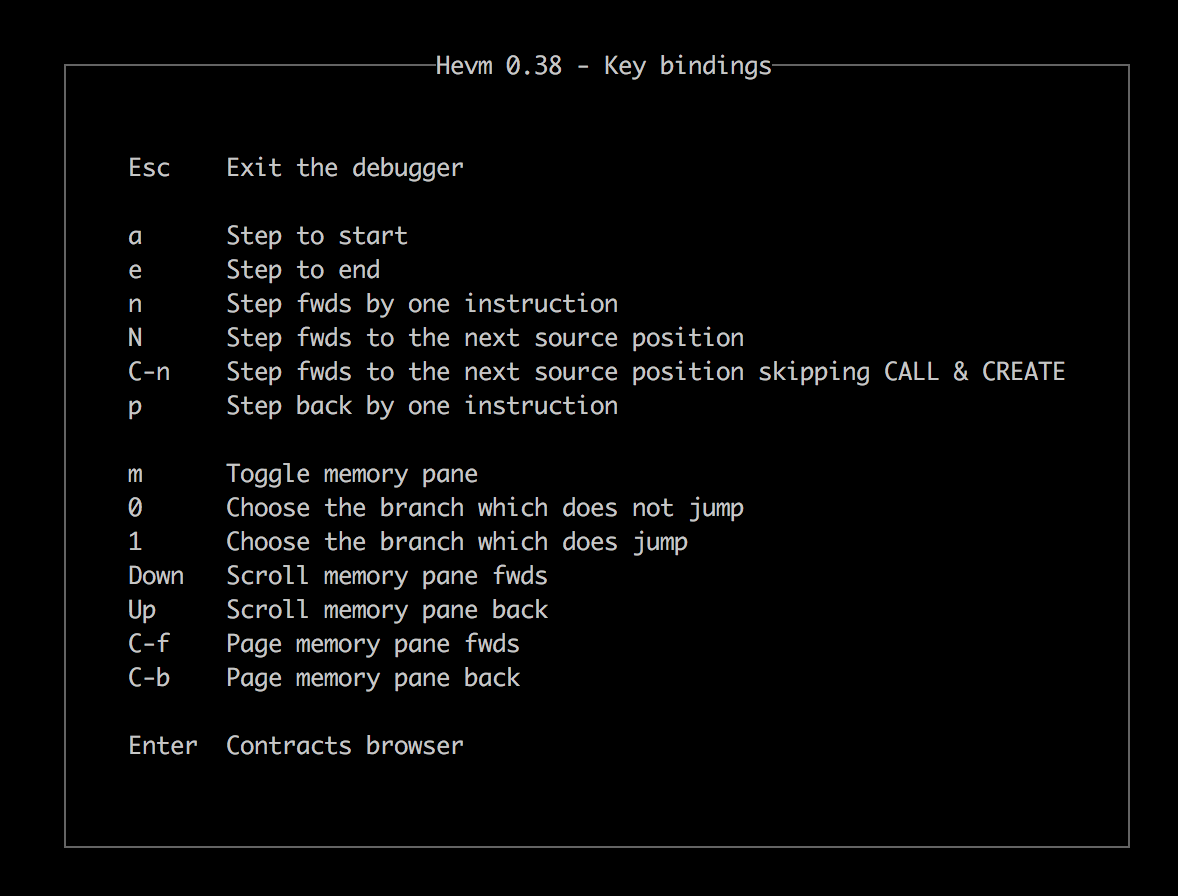 Hevm 0.38 - Key bindings
Esc    Exit the debugger
a      Step to start
e      Step to end
n      Step fwds by one instruction
N      Step fwds to the next source position
C-n    Step fwds to the next source position skipping CALL & CREATE
p      Step back by one instruction
m      Toggle memory pane
0      Choose the branch which does not jump
1      Choose the branch which does jump
Down   Scroll memory pane fwds
Up     Scroll memory pane back
C-f    Page memory pane fwds
C-b    Page memory pane back
Enter  Contracts browser